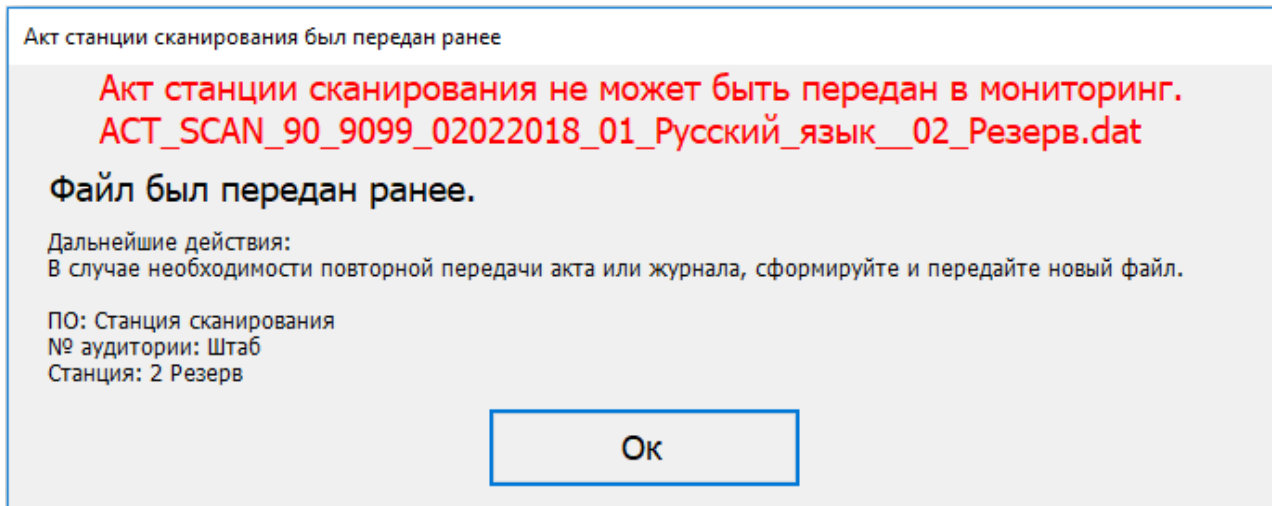 Акт станции сканирования был передан ранее
Акт станции сканирования не может быть передан в мониторинг.
ACT_SCAN_90_9099_02022018_01_Русский_язык__02_Резерв.dat
Файл был передан ранее.
Дальнейшие действия:
В случае необходимости повторной передачи акта или журнала, сформируйте и передайте новый файл.
ПО: Станция сканирования
№ аудитории: Штаб
Станция: 2 Резерв
Ок